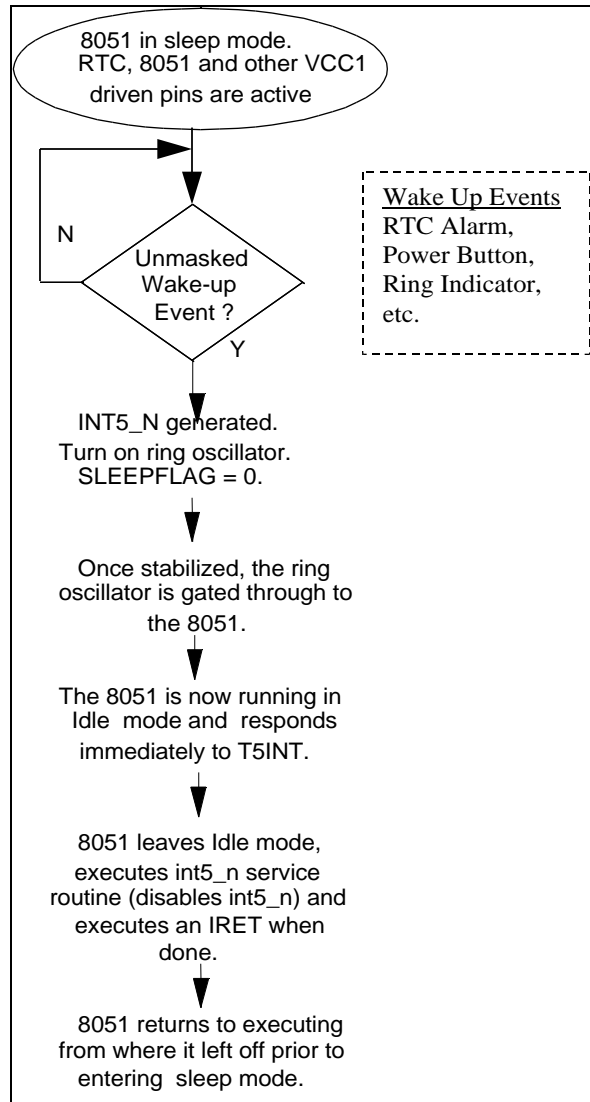 8051 in sleep mode.
RTC, 8051 and other VCC1
driven pins are active
Wake Up Events
RTC Alarm,
Power Button,
Ring Indicator,
etc.
N
Unmasked
Wake-up
Event ?
Y
INT5_N generated.
Turn on ring oscillator.
SLEEPFLAG = 0.
Once stabilized, the ring
oscillator is gated through to
the 8051.
The 8051 is now running in
Idle mode and responds
immediately to T5INT.
8051 leaves Idle mode,
executes int5_n service
routine (disables int5_n) and
executes an IRET when
done.
8051 returns to executing
from where it left off prior to
entering sleep mode.